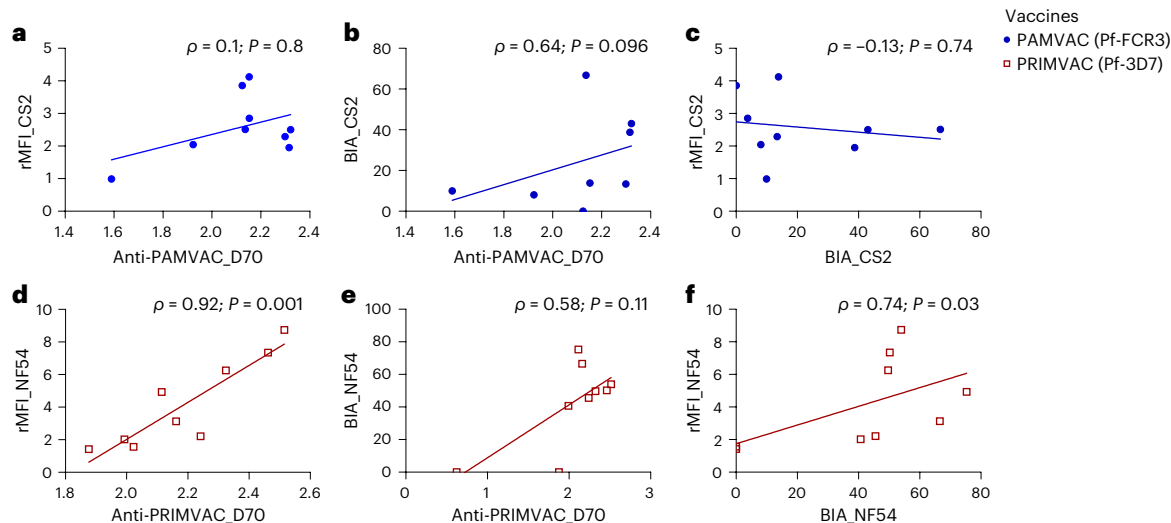 Vaccines
PAMVAC (Pf-FCR3)
PRIMVAC (Pf-3D7)
a
ρ = 0.1; P = 0.8
rMFI_CS2
5
4
3
2
1
0
1.4 1.6 1.8 2.0 2.2 2.4
Anti-PAMVAC_D70
b
ρ = 0.64; P = 0.096
BIA_CS2
80
60
40
20
0
1.4 1.6 1.8 2.0 2.2 2.4
Anti-PAMVAC_D70
c
ρ = –0.13; P = 0.74
rMFI_CS2
5
4
3
2
1
0
0 20 40 60 80
BIA_CS2
d
ρ = 0.92; P = 0.001
rMFI_NF54
10
8
6
4
2
0
1.8 2.0 2.2 2.4 2.6
Anti-PRIMVAC_D70
e
ρ = 0.58; P = 0.11
BIA_NF54
100
80
60
40
20
0
0 1 2 3
Anti-PRIMVAC_D70
f
ρ = 0.74; P = 0.03
rMFI_NF54
10
8
6
4
2
0
0 20 40 60 80
BIA_NF54